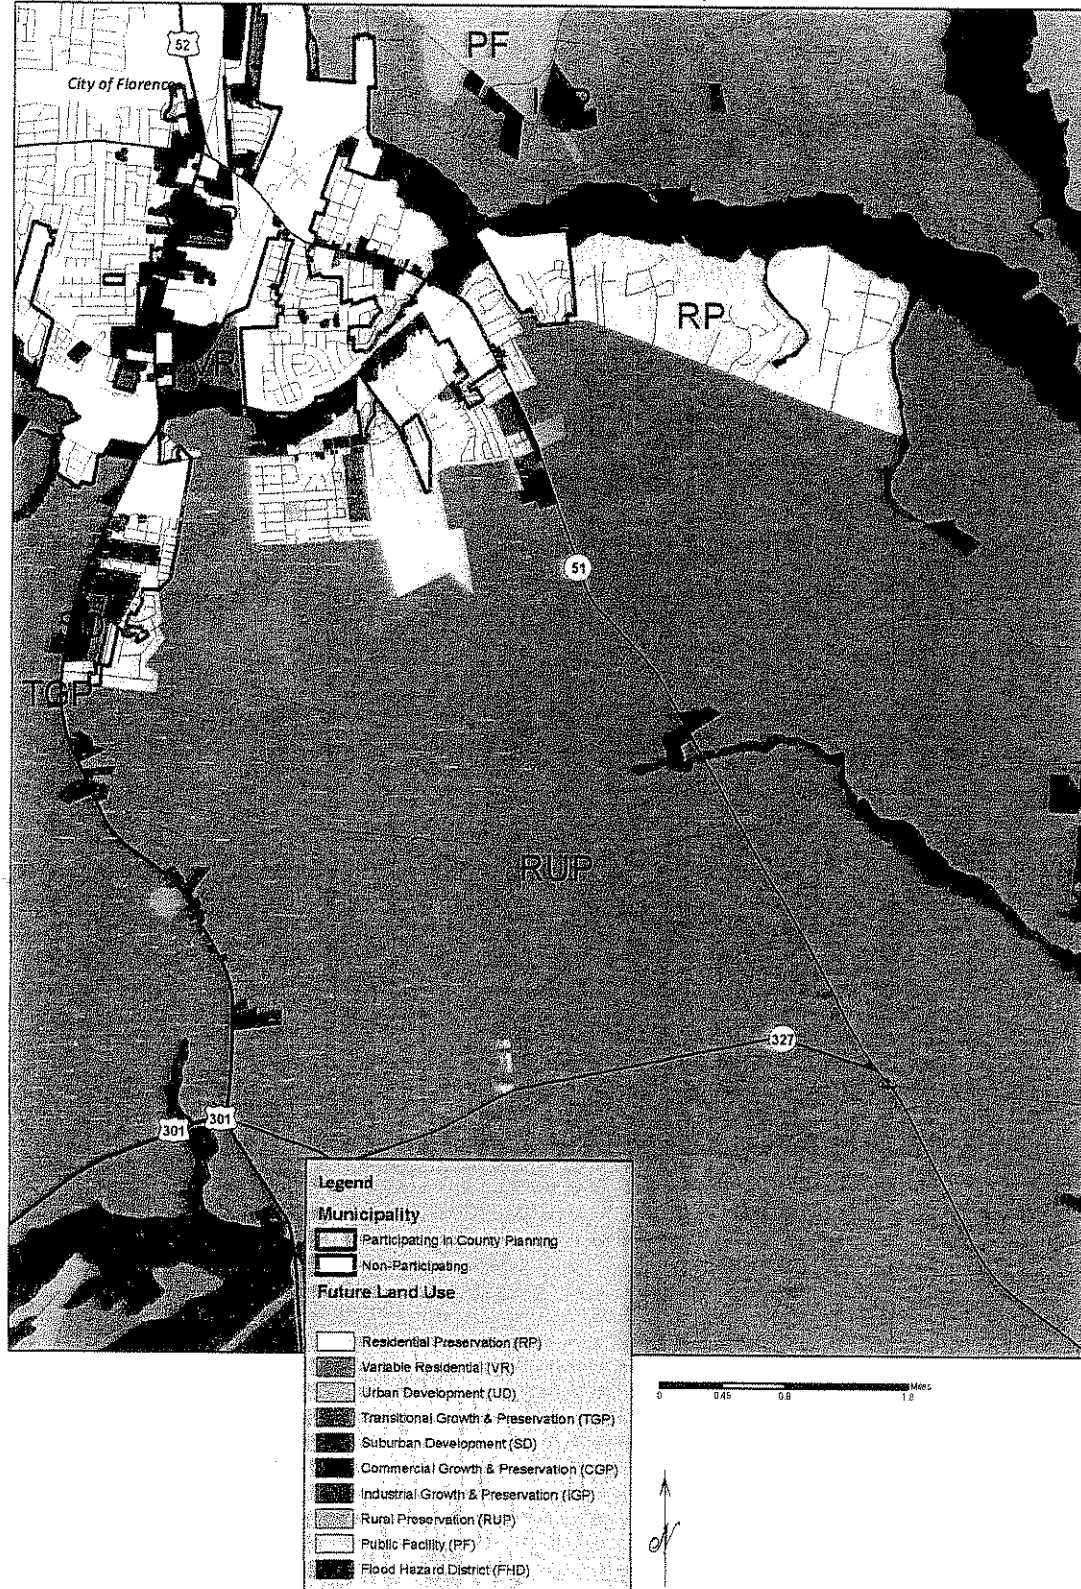 PF
52
City of Florence
RP
VR
51
TGP
RUP
327
301
301
Legend
Municipality
Participating in County Planning
Non-Participating
Future Land Use
Residential Preservation (RP)
Variable Residential (VR)
Urban Development (UD)
Transitional Growth & Preservation (TGP)
Suburban Development (SD)
Commercial Growth & Preservation (CGP)
Industrial Growth & Preservation (IGP)
Rural Preservation (RUP)
Public Facility (PF)
Flood Hazard District (FHD)
0 0.45 0.9 1.8 Miles
N